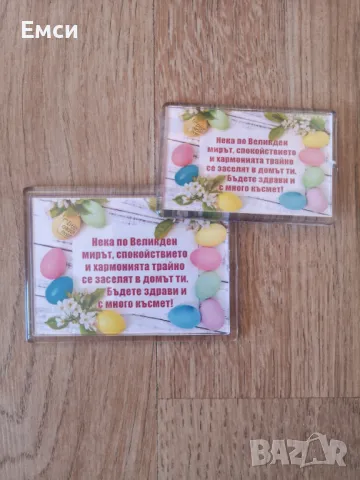 Емси
Нека по Великден
мирът, спокойствието
и хармонията трайно
се заселят в домът ти.
Бъдете здрави и
с много късмет!
Нека по Великден
мирът, спокойствието
и хармонията трайно
се заселят в домът ти.
Бъдете здрави и
с много късмет!
BAZAR